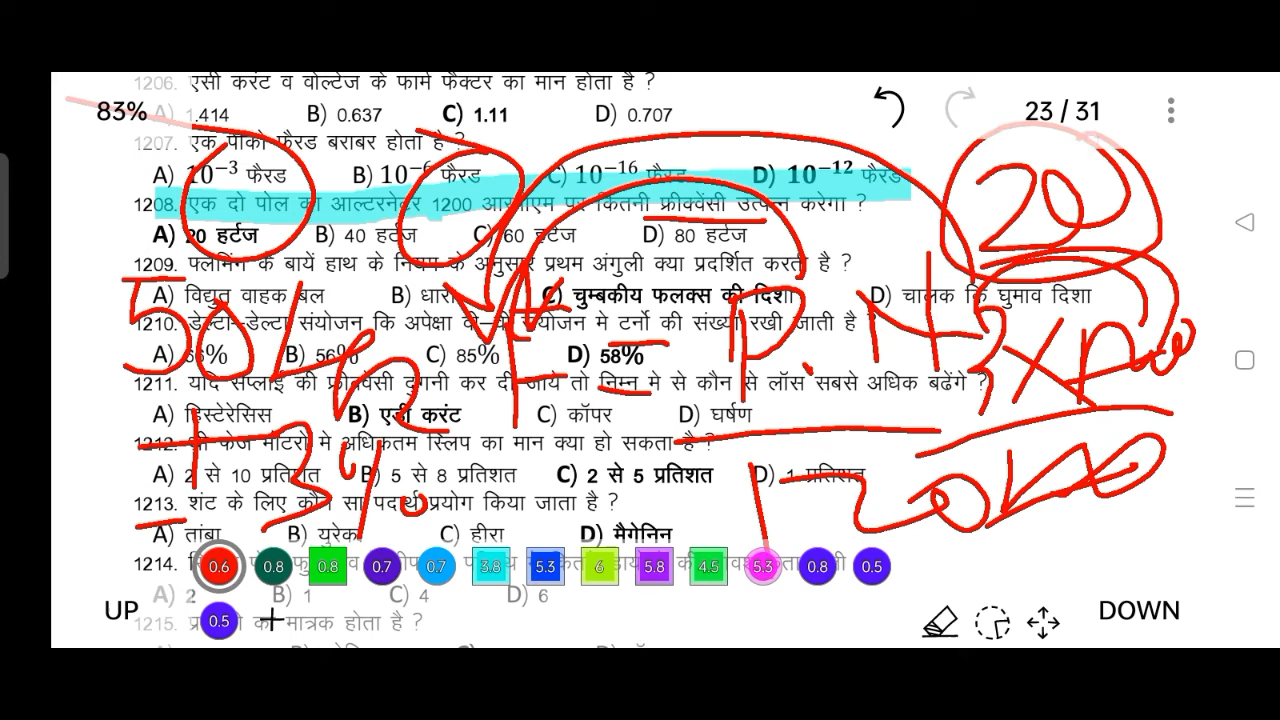 1206. एसी करंट व वोल्टेज के फार्म फैक्टर का मान होता है ?
83% A) 1.414 B) 0.637 C) 1.11 D) 0.707 23 / 31
1207. एक पीको फैरड बराबर होता है ?
A) 10⁻³ फैरड B) 10⁻⁶ फैरड C) 10⁻¹⁶ फैरड D) 10⁻¹² फैरड
20
1208. एक दो पोल का आल्टरनेटर 1200 आरपीएम पर कितनी फ्रीक्वेंसी उत्पन्न करेगा ?
A) 20 हर्टज B) 40 हर्टज C) 60 हर्टज D) 80 हर्टज
1209. फ्लेमिंग के बायें हाथ के नियम के अनुसार प्रथम अंगुली क्या प्रदर्शित करता है ?
A) विद्युत वाहक बल B) धारा C) चुम्बकीय फलक्स की दिशा D) चालक कि घुमाव दिशा
1210. डेल्टा–डेल्टा संयोजन कि अपेक्षा संयोजन मे टर्नो की संख्या रखी जाती है ?
50 F = P.N
A) % B) 56% C) 85% D) 58%
1211. यदि सप्लाई की फ्रीक्वेंसी दुगनी कर दी जाये तो निम्न मे से कौन से लॉस सबसे अधिक बढेंगे ?
A) हिस्टेरेसिस B) एडी करंट C) कॉपर D) घर्षण
1212. थ्री फेज मोटरो मे अधिकतम स्लिप का मान क्या हो सकता है ?
± 3% 120
A) 2 से 10 प्रतिशत B) 5 से 8 प्रतिशत C) 2 से 5 प्रतिशत D) 1 प्रतिशत
1213. शंट के लिए कौन सा पदार्थ प्रयोग किया जाता है ?
A) तांबा B) युरेका C) हीरा D) मैगेनिन
1214.
0.6 0.8 0.8 0.7 0.7 3.8 5.3 6 5.8 4.5 5.3 0.8 0.5
A) 2 B) 1 C) 4 D) 6
UP 0.5 + DOWN
1215. का मात्रक होता है ?